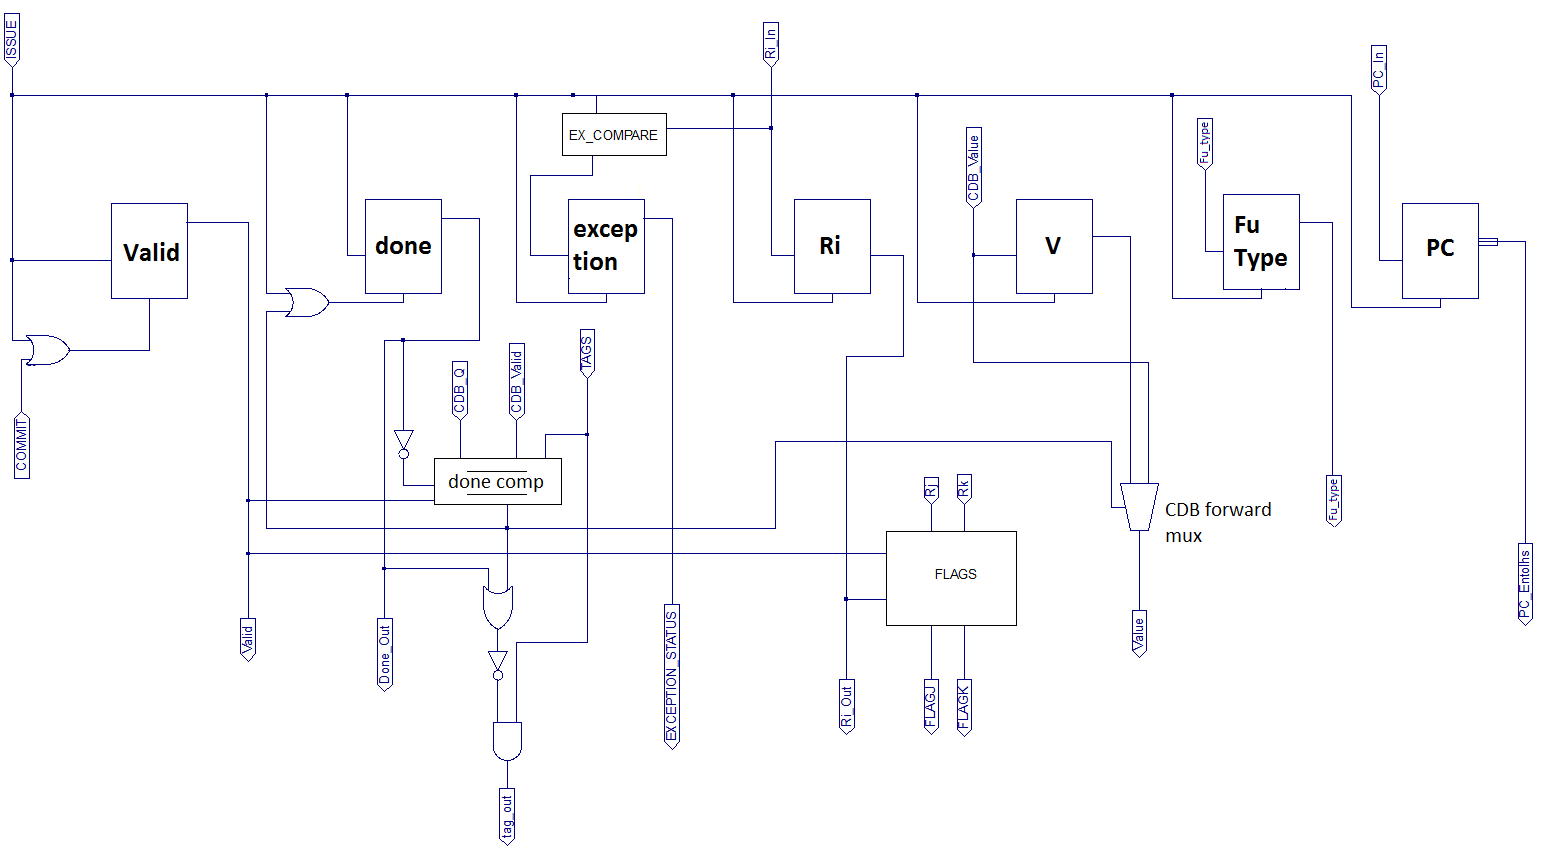 ISSUE
Ri_In
PC_In
EX_COMPARE
Fu_type
CDB_Value
Valid
done
excep
tion
Ri
V
Fu
Type
PC
TAGS
CDB_Q
CDB_Valid
COMMIT
done comp
Rj
Rk
CDB forward
mux
Fu_type
FLAGS
PC_Entolhs
Valid
Done_Out
EXCEPTION_STATUS
Value
Ri_Out
FLAGJ
FLAGK
tag_out